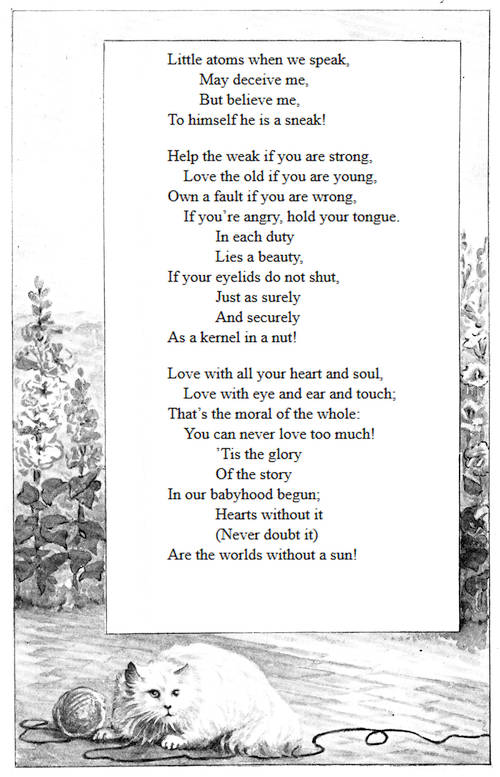 Little atoms when we speak,
May deceive me,
But believe me,
To himself he is a sneak!
Help the weak if you are strong,
Love the old if you are young,
Own a fault if you are wrong,
If you’re angry, hold your tongue.
In each duty
Lies a beauty,
If your eyelids do not shut,
Just as surely
And securely
As a kernel in a nut!
Love with all your heart and soul,
Love with eye and ear and touch;
That’s the moral of the whole:
You can never love too much!
’Tis the glory
Of the story
In our babyhood begun;
Hearts without it
(Never doubt it)
Are the worlds without a sun!